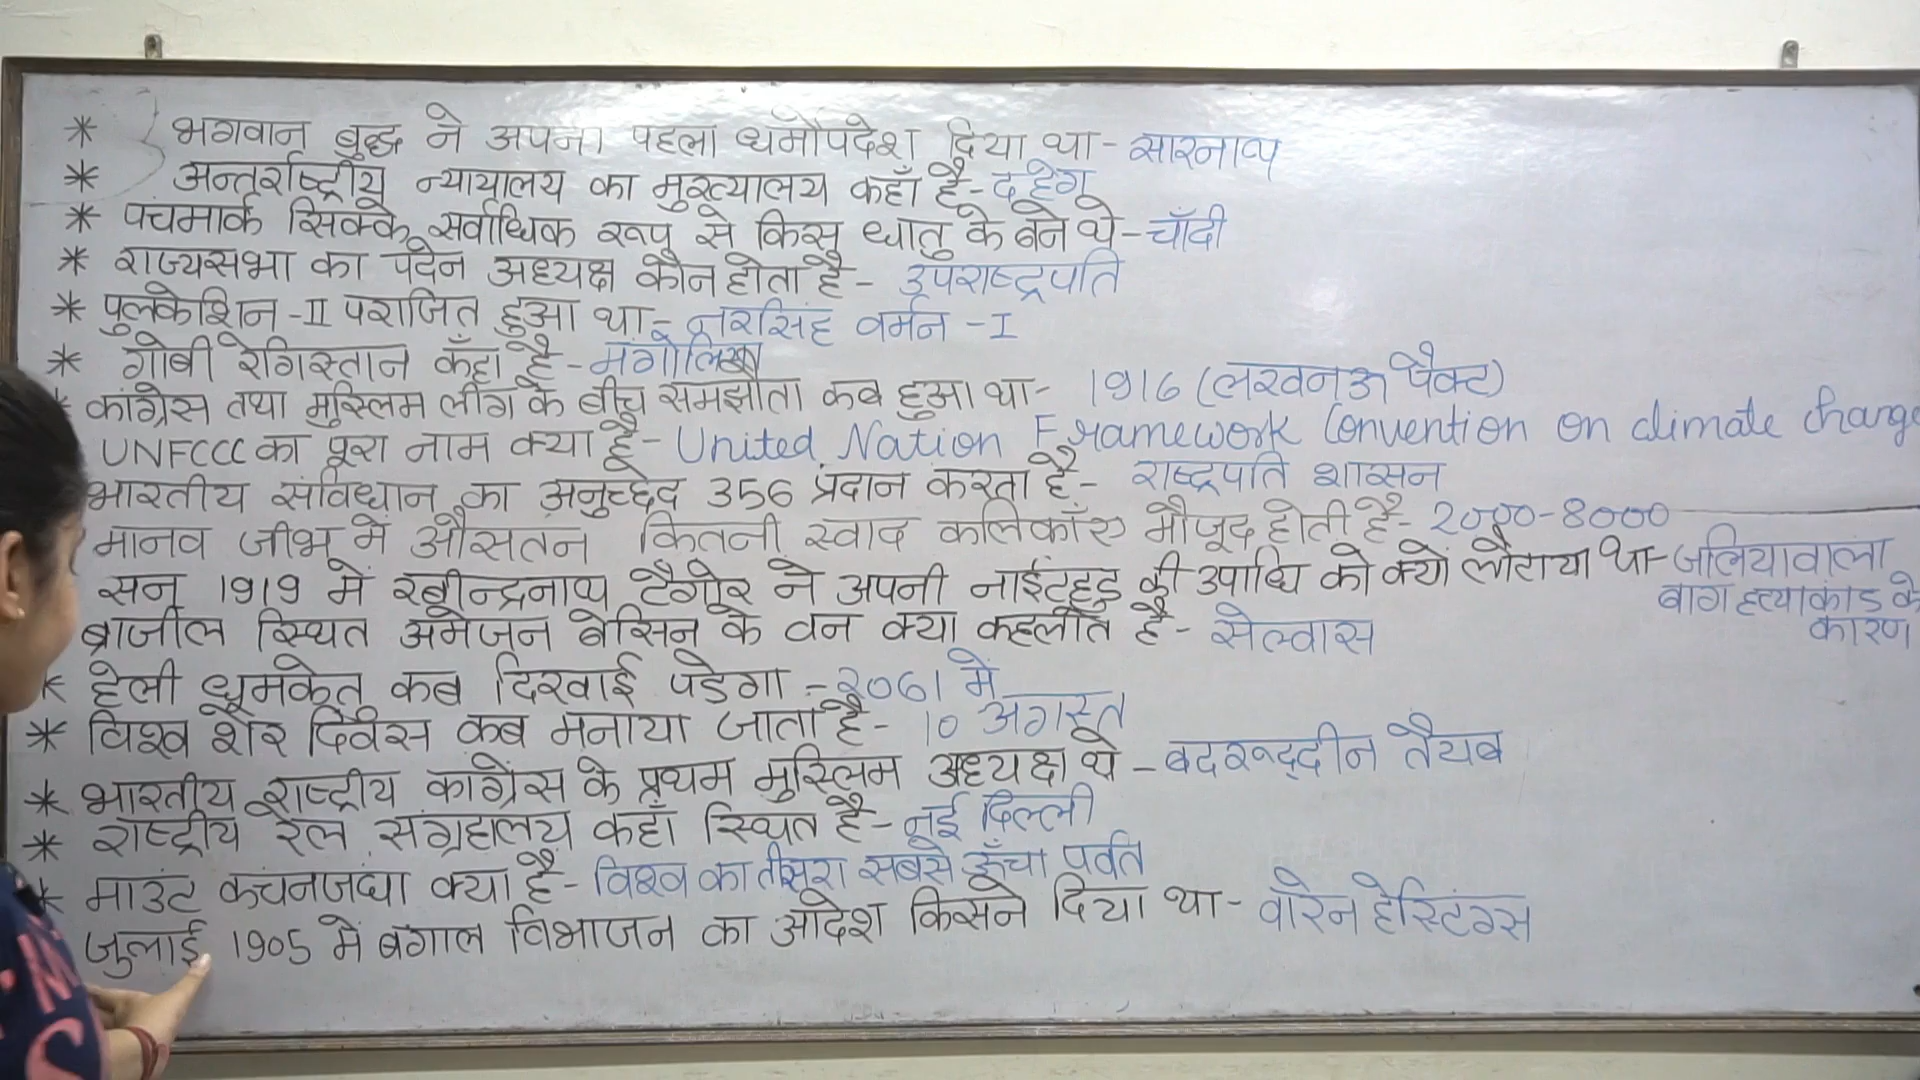 * भगवान बुद्ध ने अपना पहला धर्मोपदेश दिया था - सारनाथ
* अन्तर्राष्ट्रीय न्यायालय का मुख्यालय कहाँ है - द हेग
* पंचमार्क सिक्के सर्वाधिक रूप से किस धातु के बने थे - चाँदी
* राज्यसभा का पदेन अध्यक्ष कौन होता है - उपराष्ट्रपति
* पुलकेशिन -II पराजित हुआ था - नरसिंह वर्मन -I
* गोबी रेगिस्तान कहाँ है - मंगोलिया
* कांग्रेस तथा मुस्लिम लीग के बीच समझौता कब हुआ था - 1916 (लखनऊ पैक्ट)
UNFCCC का पूरा नाम क्या है - United Nation Framework Convention on climate change
भारतीय संविधान का अनुच्छेद 356 प्रदान करता है - राष्ट्रपति शासन
मानव जीभ में औसतन कितनी स्वाद कलिकाँए मौजूद होती है - 2000-8000
सन् 1919 में रबीन्द्रनाथ टैगोर ने अपनी नाईटहुड की उपाधि को क्यों लौटाया था - जलियावाला
बाग हत्याकांड के
कारण
ब्राजील स्थित अमेजन बेसिन के वन क्या कहलाते है - सेल्वास
* हेली धूमकेतु कब दिखाई पडेगा - 2061 में
* विश्व शेर दिवस कब मनाया जाता है - 10 अगस्त
* भारतीय राष्ट्रीय कांग्रेस के प्रथम मुस्लिम अध्यक्ष थे - बदरूद्दीन तैयब
* राष्ट्रीय रेल संग्रहालय कहाँ स्थित है - नई दिल्ली
* माउंट कंचनजंघा क्या है - विश्व का तीसरा सबसे ऊँचा पर्वत
जुलाई 1905 में बंगाल विभाजन का आदेश किसने दिया था - वॉरेन हेस्टिंग्स